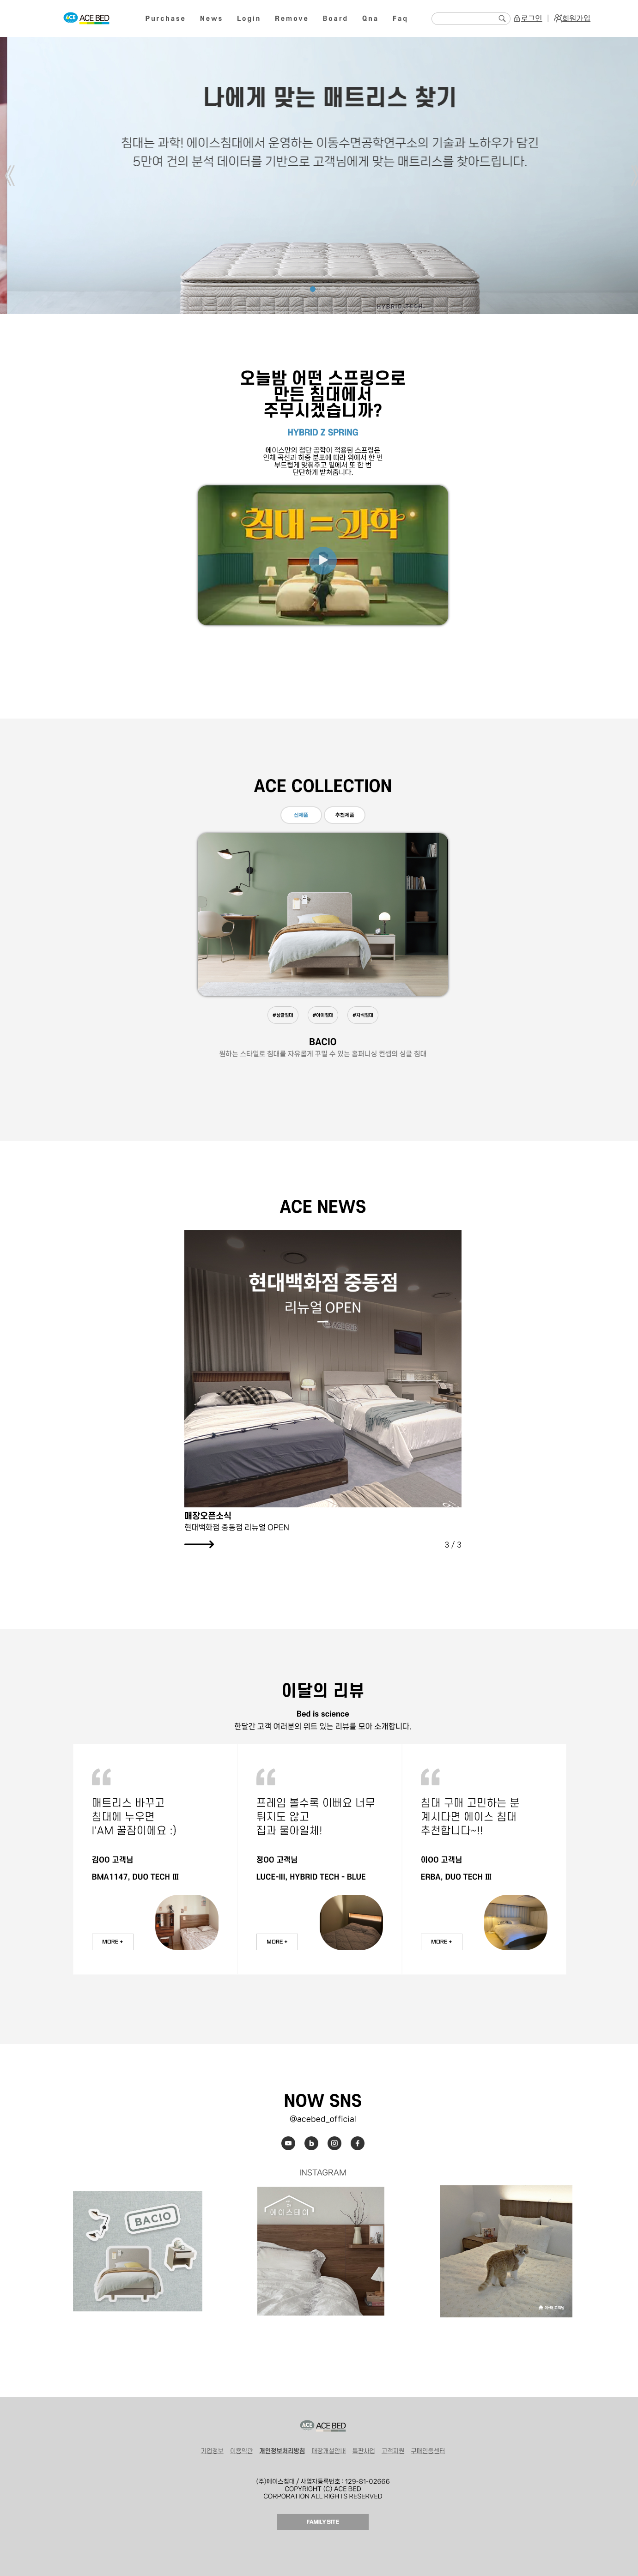 ACE BED
Purchase News Login Remove Board Qna Faq
로그인 | 회원가입
나에게 맞는 매트리스 찾기
침대는 과학! 에이스침대에서 운영하는 이동수면공학연구소의 기술과 노하우가 담긴
5만여 건의 분석 데이터를 기반으로 고객님에게 맞는 매트리스를 찾아드립니다.
HYBRID TECH
오늘밤 어떤 스프링으로
만든 침대에서
주무시겠습니까?
HYBRID Z SPRING
에이스만의 첨단 공학이 적용된 스프링은
인체 곡선과 하중 분포에 따라 위에서 한 번
부드럽게 맞춰주고 밑에서 또 한 번
단단하게 받쳐줍니다.
침대=과학
ACE COLLECTION
신제품 추천제품
#싱글침대 #아이침대 #자석침대
BACIO
원하는 스타일로 침대를 자유롭게 꾸밀 수 있는 홈퍼니싱 컨셉의 싱글 침대
ACE NEWS
현대백화점 중동점
리뉴얼 OPEN
ACE BED
매장오픈소식
현대백화점 중동점 리뉴얼 OPEN
3 / 3
이달의 리뷰
Bed is science
한달간 고객 여러분의 위트 있는 리뷰를 모아 소개합니다.
매트리스 바꾸고
침대에 누우면
I'AM 꿀잠이에요 :)
김OO 고객님
BMA1147, DUO TECH Ⅲ
MORE +
프레임 볼수록 이뻐요 너무
튀지도 않고
집과 물아일체!
정OO 고객님
LUCE-III, HYBRID TECH - BLUE
MORE +
침대 구매 고민하는 분
계시다면 에이스 침대
추천합니다~!!
이OO 고객님
ERBA, DUO TECH Ⅲ
MORE +
NOW SNS
@acebed_official
INSTAGRAM
BACIO
에이스테이
ACE BED
기업정보 이용약관 개인정보처리방침 매장개설안내 특판사업 고객지원 구매인증센터
(주)에이스침대 / 사업자등록번호 : 129-81-02666
COPYRIGHT (C) ACE BED
CORPORATION ALL RIGHTS RESERVED
FAMILY SITE